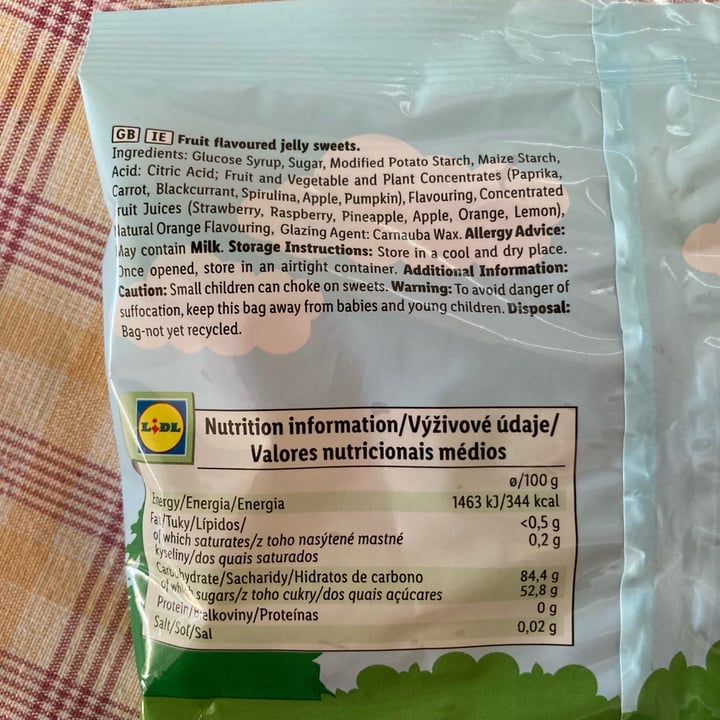 GB IE Fruit flavoured jelly sweets.
Ingredients: Glucose Syrup, Sugar, Modified Potato Starch, Maize Starch,
Acid: Citric Acid; Fruit and Vegetable and Plant Concentrates (Paprika,
Carrot, Blackcurrant, Spirulina, Apple, Pumpkin), Flavouring, Concentrated
ruit Juices (Strawberry, Raspberry, Pineapple, Apple, Orange, Lemon),
Natural Orange Flavouring, Glazing Agent: Carnauba Wax. Allergy Advice:
May contain Milk. Storage Instructions: Store in a cool and dry place.
Once opened, store in an airtight container. Additional Information:
Caution: Small children can choke on sweets. Warning: To avoid danger of
suffocation, keep this bag away from babies and young children. Disposal:
Bag-not yet recycled.
LIDL
Nutrition information/Výživové údaje/
Valores nutricionais médios
ø/100 g
Energy/Energia/Energia 1463 kJ/344 kcal
Fat/Tuky/Lípidos/ <0,5 g
of which saturates/z toho nasýtené mastné 0,2 g
kyseliny/dos quais saturados
Carbohydrate/Sacharidy/Hidratos de carbono 84,4 g
of which sugars/z toho cukry/dos quais açúcares 52,8 g
Protein/Bielkoviny/Proteínas 0 g
Salt/Soľ/Sal 0,02 g